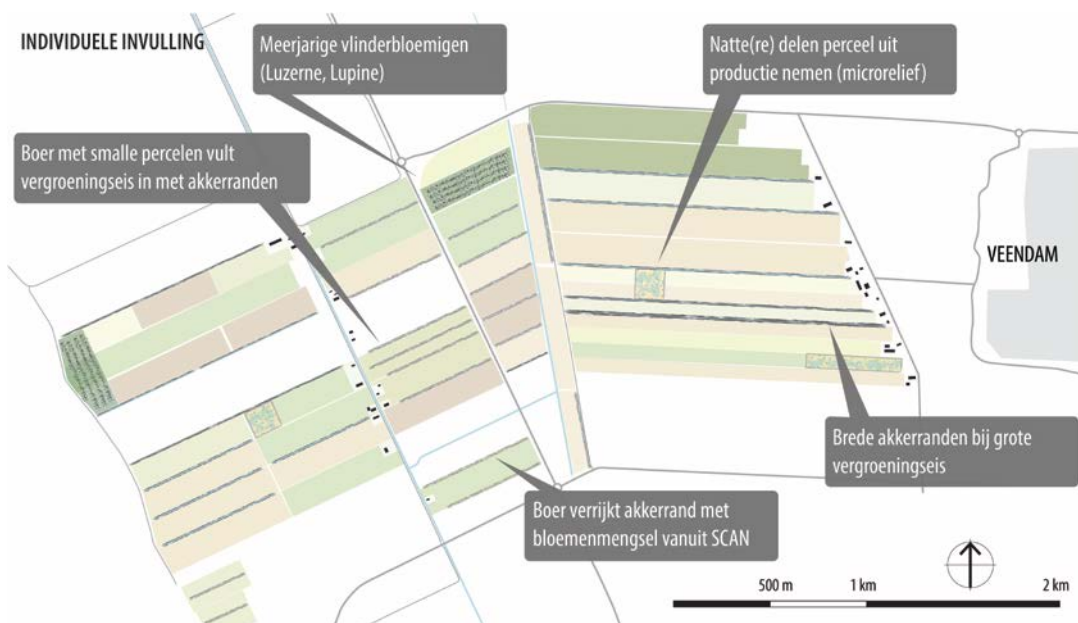 INDIVIDUELE INVULLING
Meerjarige vlinderbloemigen
(Luzerne, Lupine)
Natte(re) delen perceel uit
productie nemen (microrelief)
Boer met smalle percelen vult
vergroeningseis in met akkerranden
VEENDAM
Brede akkerranden bij grote
vergroeningseis
Boer verrijkt akkerrand met
bloemenmengsel vanuit SCAN
500 m 1 km 2 km